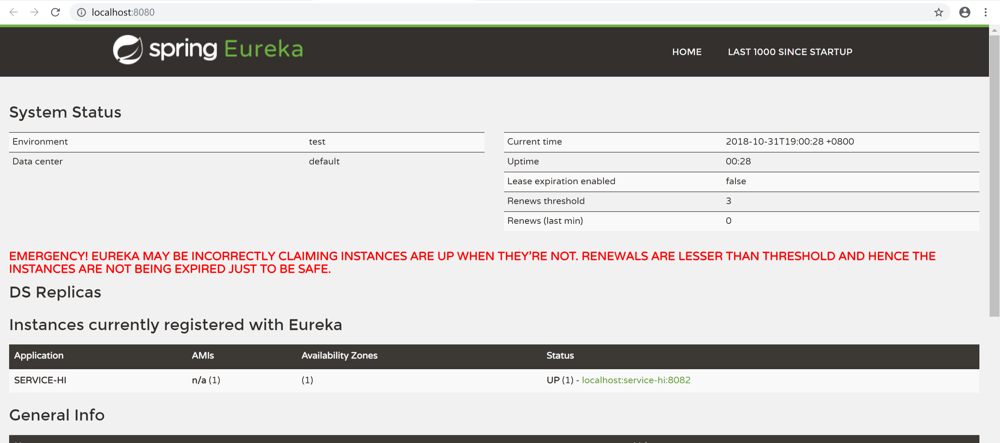 localhost:8080
spring Eureka
HOME LAST 1000 SINCE STARTUP
System Status
Environment test
Data center default
Current time 2018-10-31T19:00:28 +0800
Uptime 00:28
Lease expiration enabled false
Renews threshold 3
Renews (last min) 0
EMERGENCY! EUREKA MAY BE INCORRECTLY CLAIMING INSTANCES ARE UP WHEN THEY’RE NOT. RENEWALS ARE LESSER THAN THRESHOLD AND HENCE THE
INSTANCES ARE NOT BEING EXPIRED JUST TO BE SAFE.
DS Replicas
Instances currently registered with Eureka
Application AMIs Availability Zones Status
SERVICE-HI n/a (1) (1) UP (1) - localhost:service-hi:8082
General Info